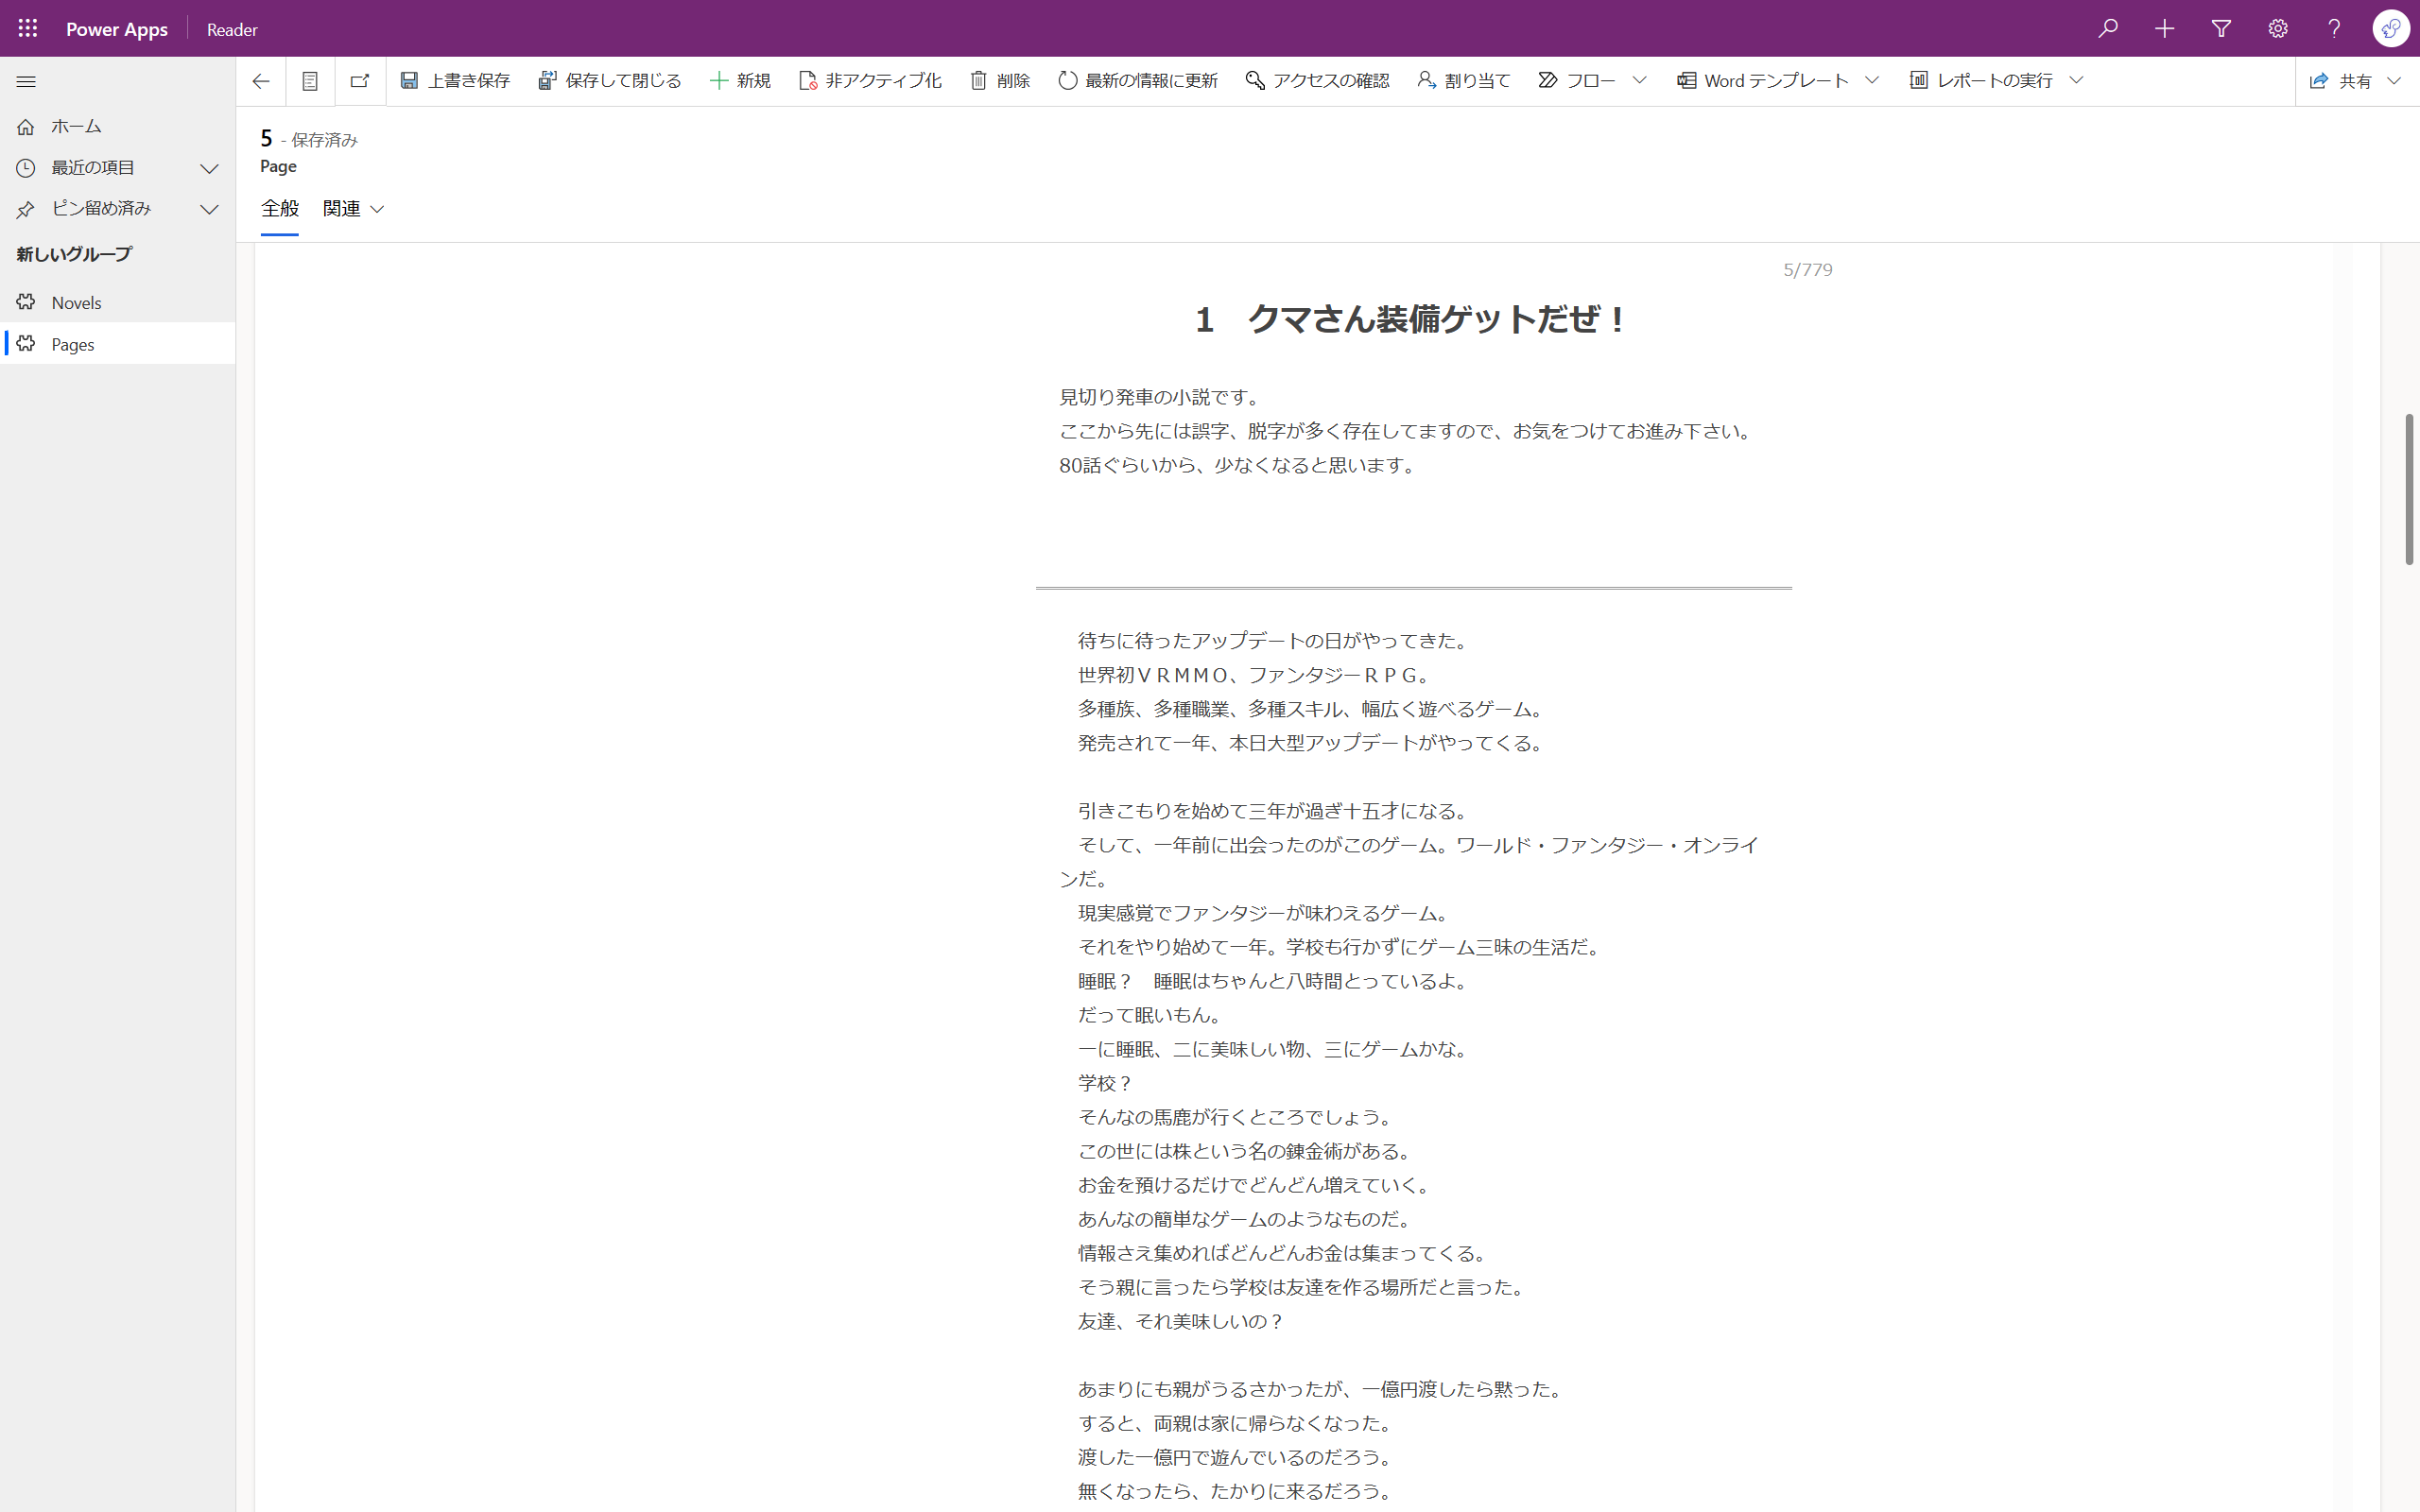 Power Apps
Reader
上書き保存
保存して閉じる
新規
非アクティブ化
削除
最新の情報に更新
アクセスの確認
割り当て
フロー
Word テンプレート
レポートの実行
共有
ホーム
最近の項目
ピン留め済み
新しいグループ
Novels
Pages
5 - 保存済み
Page
全般
関連
5/779
1　クマさん装備ゲットだぜ！
見切り発車の小説です。
ここから先には誤字、脱字が多く存在してますので、お気をつけてお進み下さい。
80話ぐらいから、少なくなると思います。
待ちに待ったアップデートの日がやってきた。
世界初ＶＲＭＭＯ、ファンタジーＲＰＧ。
多種族、多種職業、多種スキル、幅広く遊べるゲーム。
発売されて一年、本日大型アップデートがやってくる。
引きこもりを始めて三年が過ぎ十五才になる。
そして、一年前に出会ったのがこのゲーム。ワールド・ファンタジー・オンライ
ンだ。
現実感覚でファンタジーが味わえるゲーム。
それをやり始めて一年。学校も行かずにゲーム三昧の生活だ。
睡眠？　睡眠はちゃんと八時間とっているよ。
だって眠いもん。
一に睡眠、二に美味しい物、三にゲームかな。
学校？
そんなの馬鹿が行くところでしょう。
この世には株という名の錬金術がある。
お金を預けるだけでどんどん増えていく。
あんなの簡単なゲームのようなものだ。
情報さえ集めればどんどんお金は集まってくる。
そう親に言ったら学校は友達を作る場所だと言った。
友達、それ美味しいの？
あまりにも親がうるさかったが、一億円渡したら黙った。
すると、両親は家に帰らなくなった。
渡した一億円で遊んでいるのだろう。
無くなったら、たかりに来るだろう。